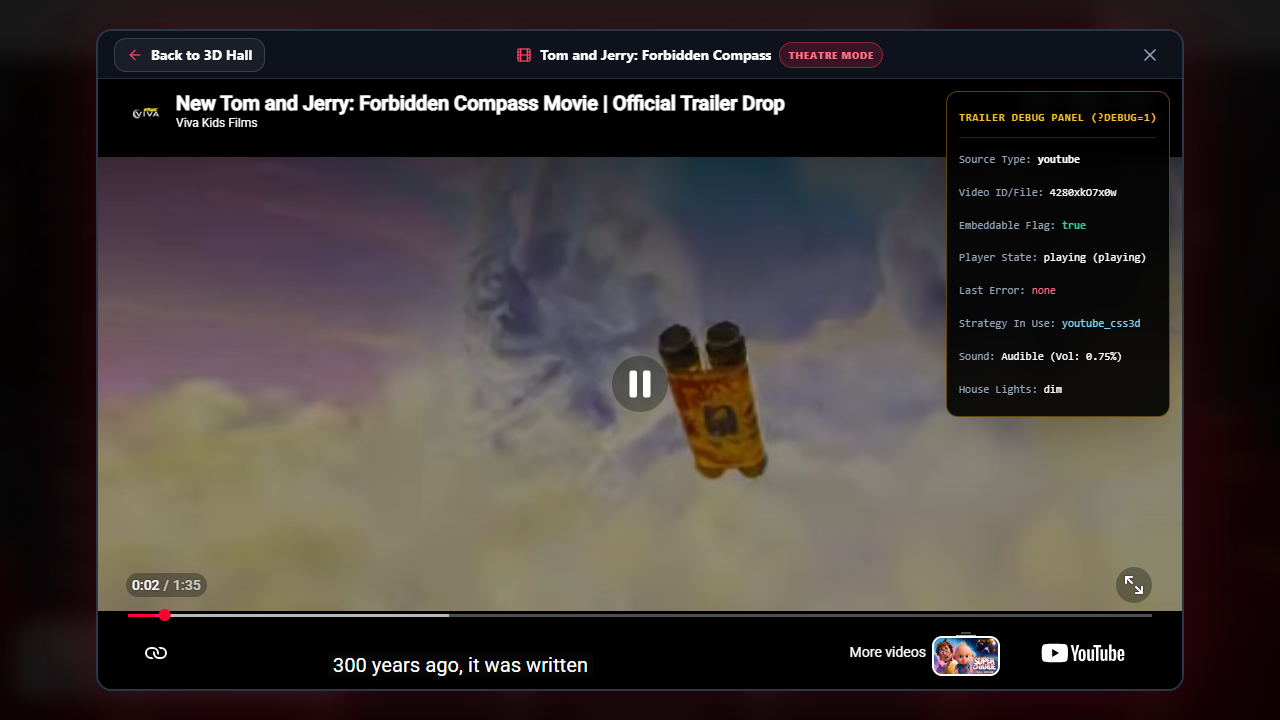 Back to 3D Hall
Tom and Jerry: Forbidden Compass
THEATRE MODE
VIVA
New Tom and Jerry: Forbidden Compass Movie | Official Trailer Drop
Viva Kids Films
TRAILER DEBUG PANEL (?DEBUG=1)
Source Type: youtube
Video ID/File: 4280xkO7x0w
Embeddable Flag: true
Player State: playing (playing)
Last Error: none
Strategy In Use: youtube_css3d
Sound: Audible (Vol: 0.75%)
House Lights: dim
0:02 / 1:35
300 years ago, it was written
More videos
SUPER
CHARLIE
YouTube